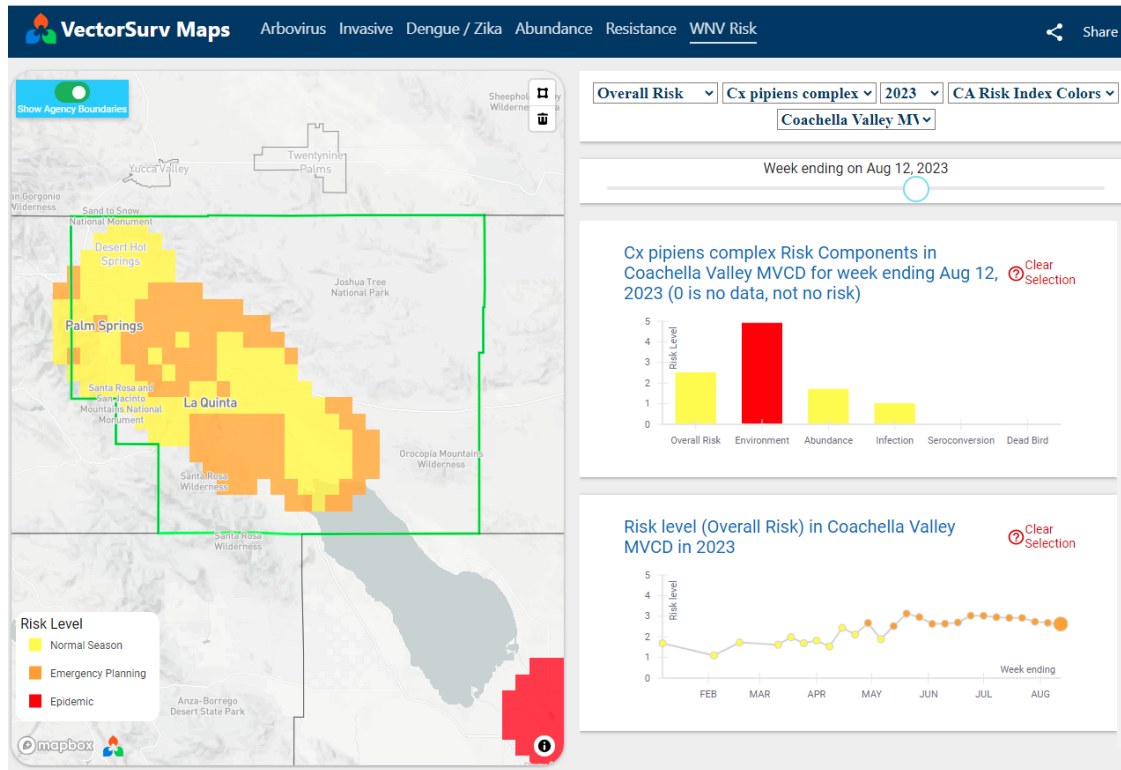 VectorSurv Maps
Arbovirus Invasive Dengue / Zika Abundance Resistance WNV Risk
Share
Show Agency Boundaries
Yucca Valley
Twentynine
Palms
Wilderness
Sand to Snow
National Monument
Desert Hot
Springs
Joshua Tree
National Park
Palm Springs
Santa Rosa and
San Jacinto
Mountains National
Monument
La Quinta
Orocopia Mountains
Wilderness
Santa Rosa
Wilderness
Santa Rosa
Wilderness
Anza-Borrego
Desert State Park
Risk Level
Normal Season
Emergency Planning
Epidemic
mapbox
Overall Risk
Cx pipiens complex
2023
CA Risk Index Colors
Coachella Valley MV
Week ending on Aug 12, 2023
Cx pipiens complex Risk Components in
Coachella Valley MVCD for week ending Aug 12,
2023 (0 is no data, not no risk)
Clear
Selection
5
4
3
2
1
0
Risk Level
Overall Risk Environment Abundance Infection Seroconversion Dead Bird
Risk level (Overall Risk) in Coachella Valley
MVCD in 2023
Clear
Selection
5
4
3
2
1
0
Risk level
Week ending
FEB MAR APR MAY JUN JUL AUG